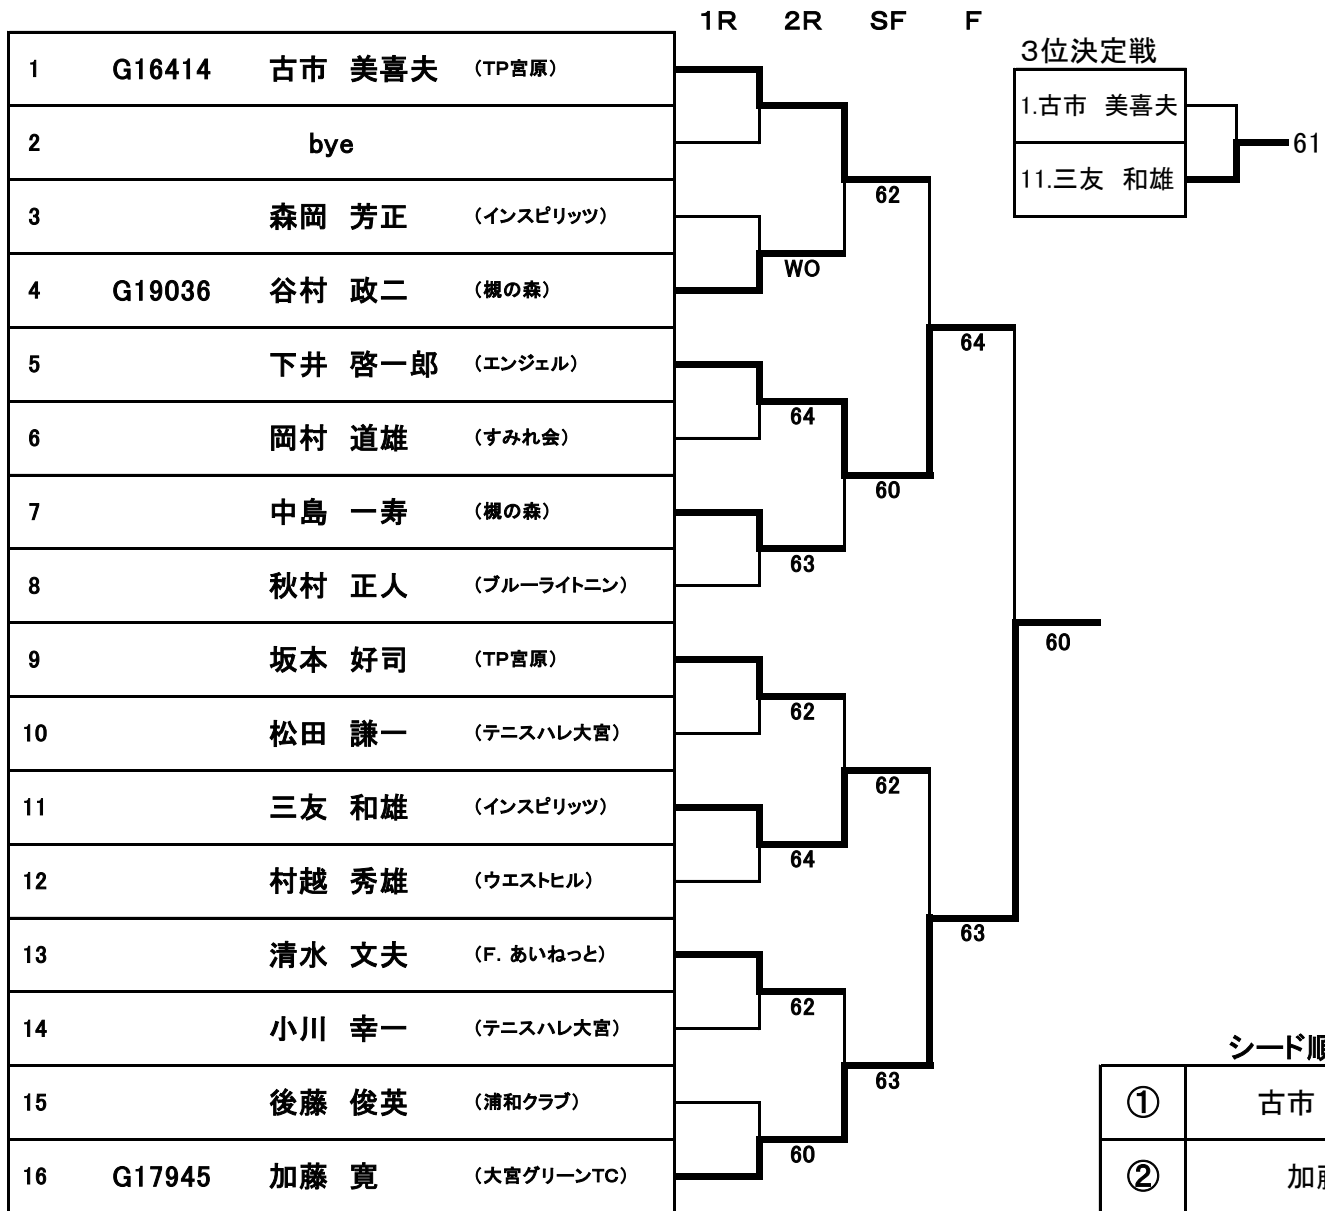 1R 2R SF F
3位決定戦
1 G16414 古市 美喜夫 (TP宮原)
1.古市 美喜夫
2 bye
61
11.三友 和雄
62
3 森岡 芳正 (インスピリッツ)
WO
4 G19036 谷村 政二 (槻の森)
64
5 下井 啓一郎 (エンジェル)
64
6 岡村 道雄 (すみれ会)
60
7 中島 一寿 (槻の森)
63
8 秋村 正人 (ブルーライトニン)
60
9 坂本 好司 (TP宮原)
62
10 松田 謙一 (テニスハレ大宮)
62
11 三友 和雄 (インスピリッツ)
64
12 村越 秀雄 (ウエストヒル)
63
13 清水 文夫 (F. あいねっと)
62
14 小川 幸一 (テニスハレ大宮)
シード順
63
15 後藤 俊英 (浦和クラブ)
① 古市
60
16 G17945 加藤 寛 (大宮グリーンTC)
② 加藤